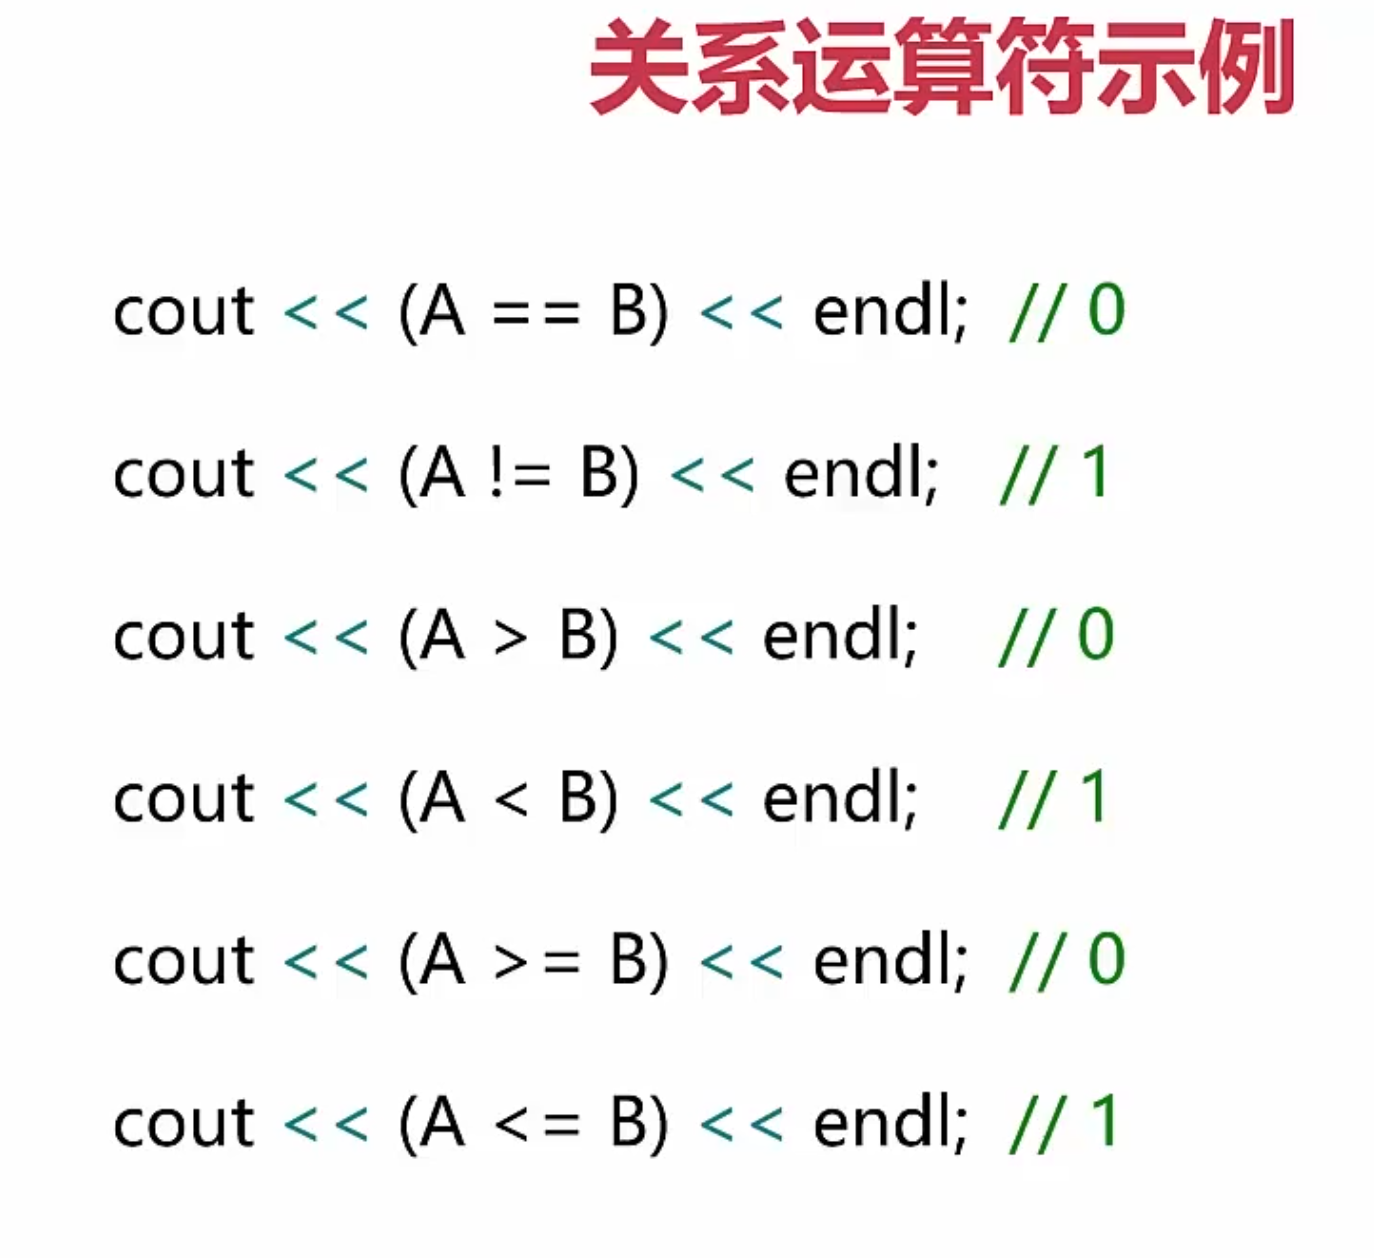 关系运算符示例
cout << (A == B) << endl; // 0
cout << (A != B) << endl; // 1
cout << (A > B) << endl; // 0
cout << (A < B) << endl; // 1
cout << (A >= B) << endl; // 0
cout << (A <= B) << endl; // 1